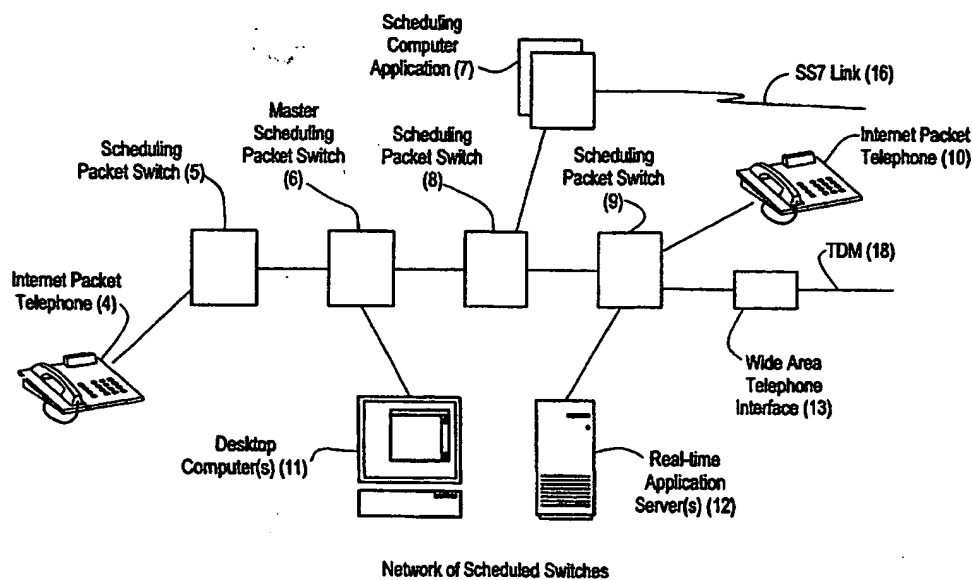 Scheduling
Computer
Application (7)
SS7 Link (16)
Master
Scheduling
Packet Switch
(6)
Scheduling
Packet Switch (5)
Scheduling
Packet Switch
(8)
Scheduling
Packet Switch
(9)
Internet Packet
Telephone (10)
TDM (18)
Internet Packet
Telephone (4)
Wide Area
Telephone
Interface (13)
Desktop
Computer(s) (11)
Real-time
Application
Server(s) (12)
Network of Scheduled Switches